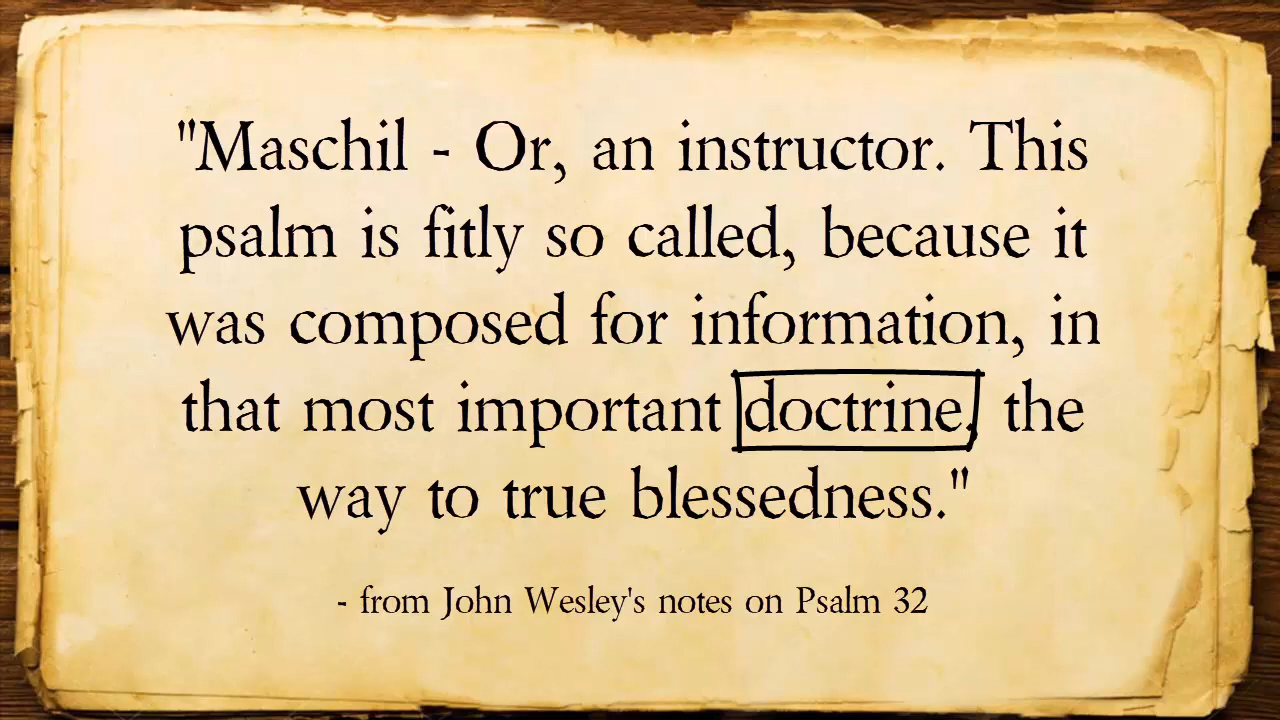 "Maschil - Or, an instructor. This
psalm is fitly so called, because it
was composed for information, in
that most important doctrine, the
way to true blessedness."
- from John Wesley's notes on Psalm 32